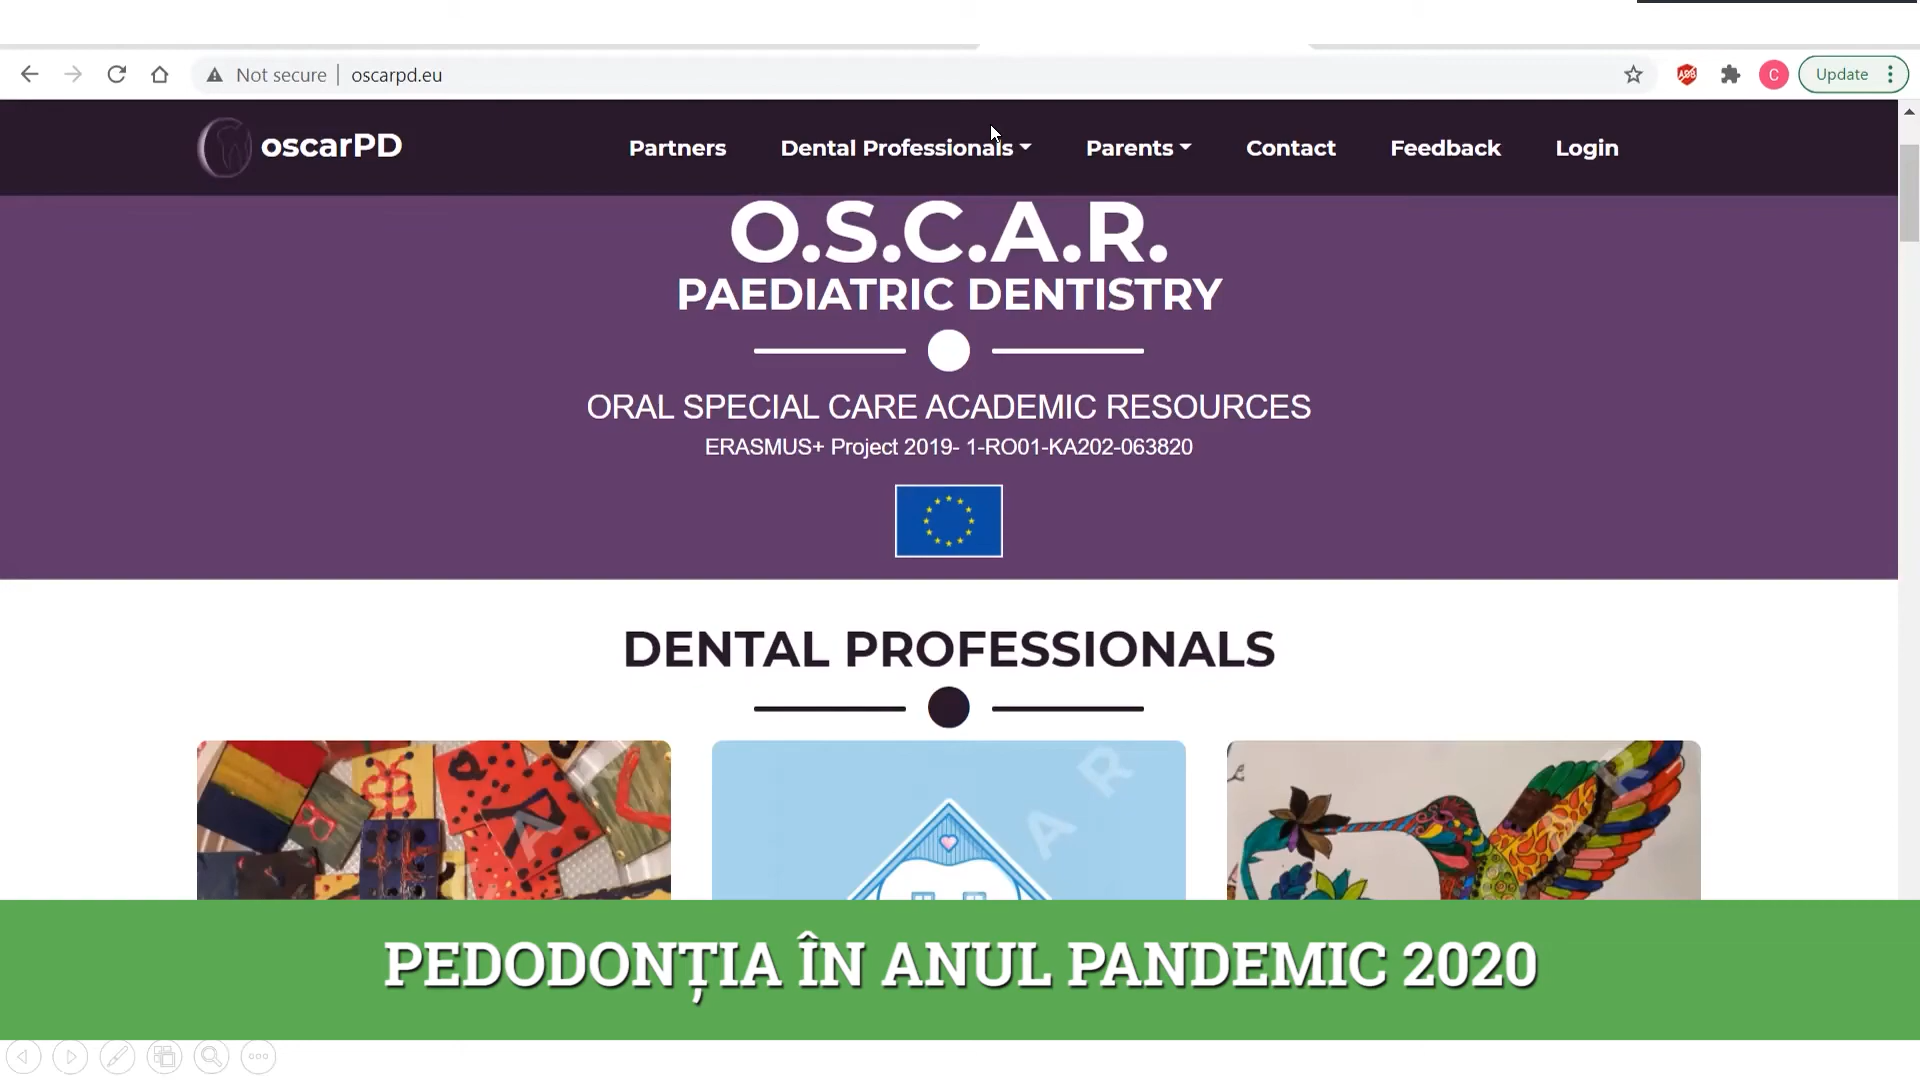 Not secure
oscarpd.eu
ABP
C
Update
oscarPD
Partners
Dental Professionals
Parents
Contact
Feedback
Login
O.S.C.A.R.
PAEDIATRIC DENTISTRY
ORAL SPECIAL CARE ACADEMIC RESOURCES
ERASMUS+ Project 2019- 1-RO01-KA202-063820
DENTAL PROFESSIONALS
A R
A R
PEDODONȚIA ÎN ANUL PANDEMIC 2020